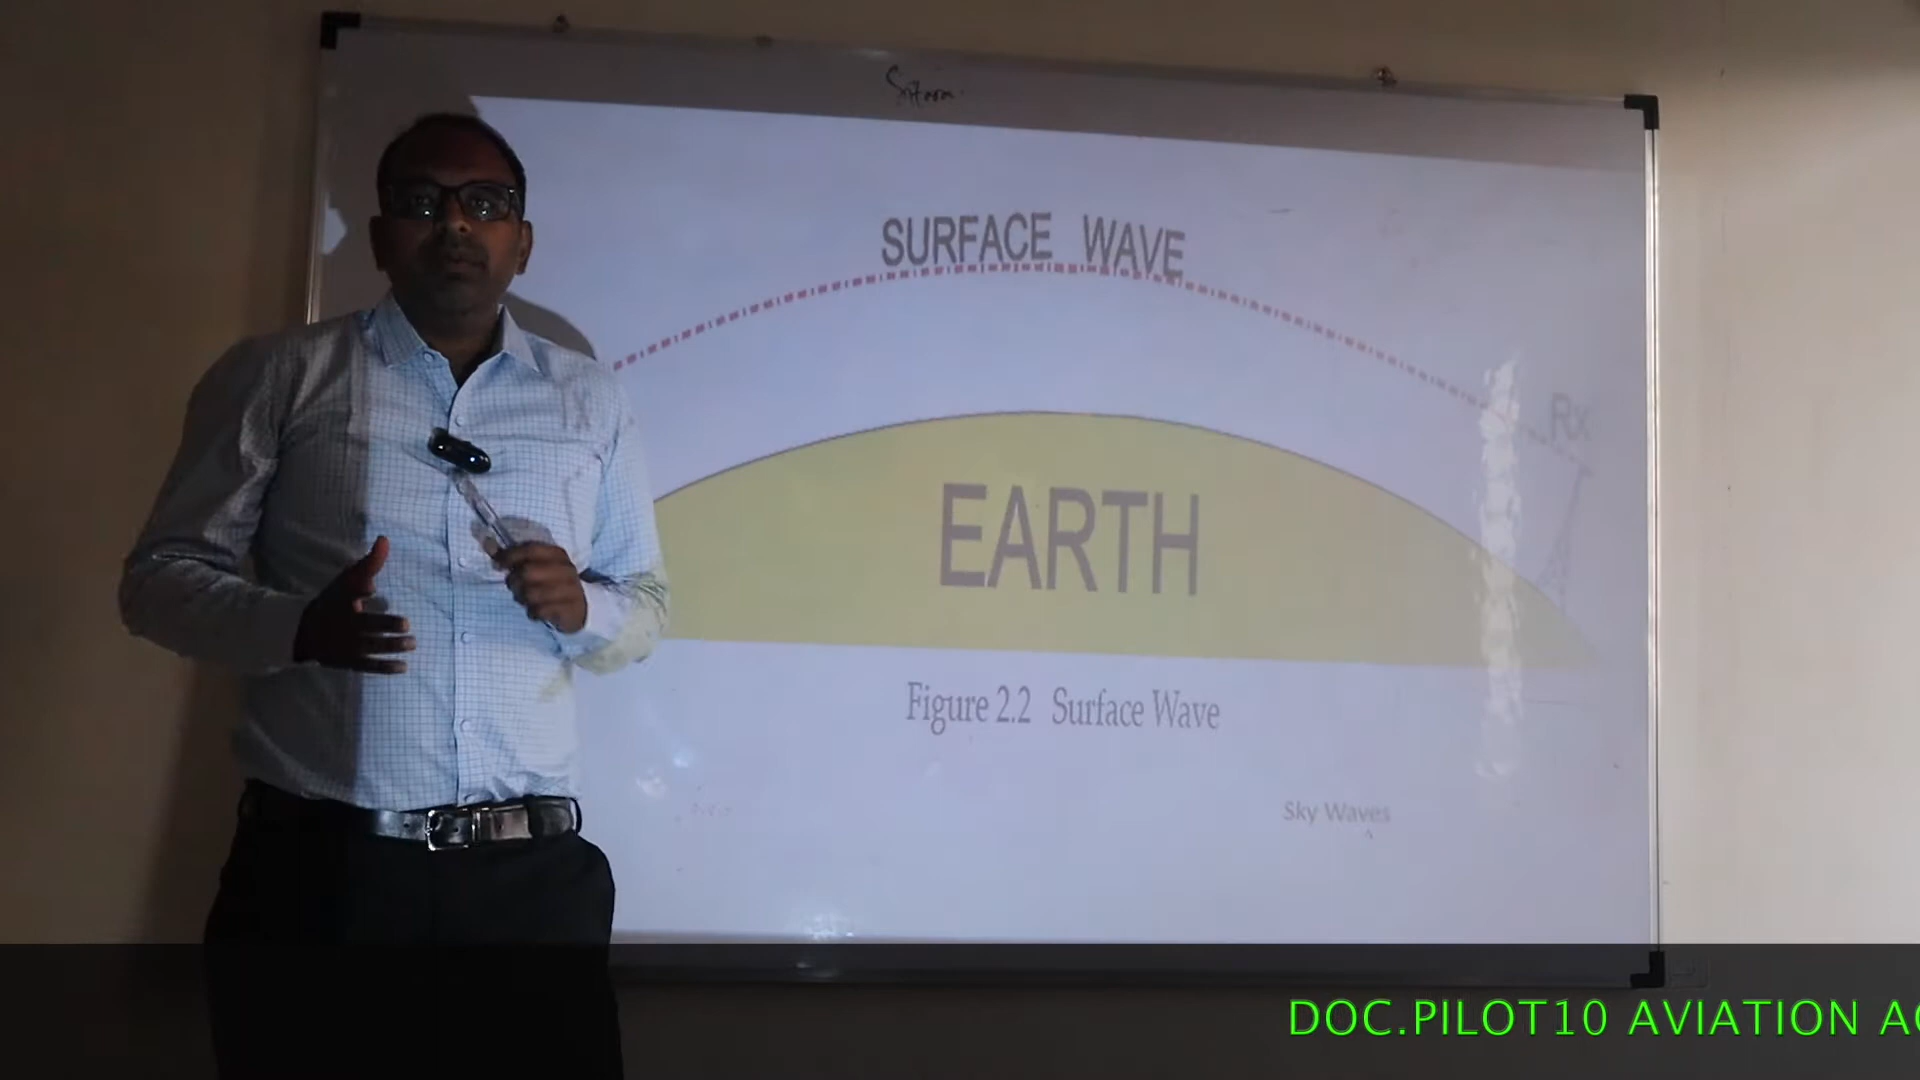 SURFACE WAVE
Rx
EARTH
Figure 2.2 Surface Wave
Sky Waves
DOC.PILOT10 AVIATION